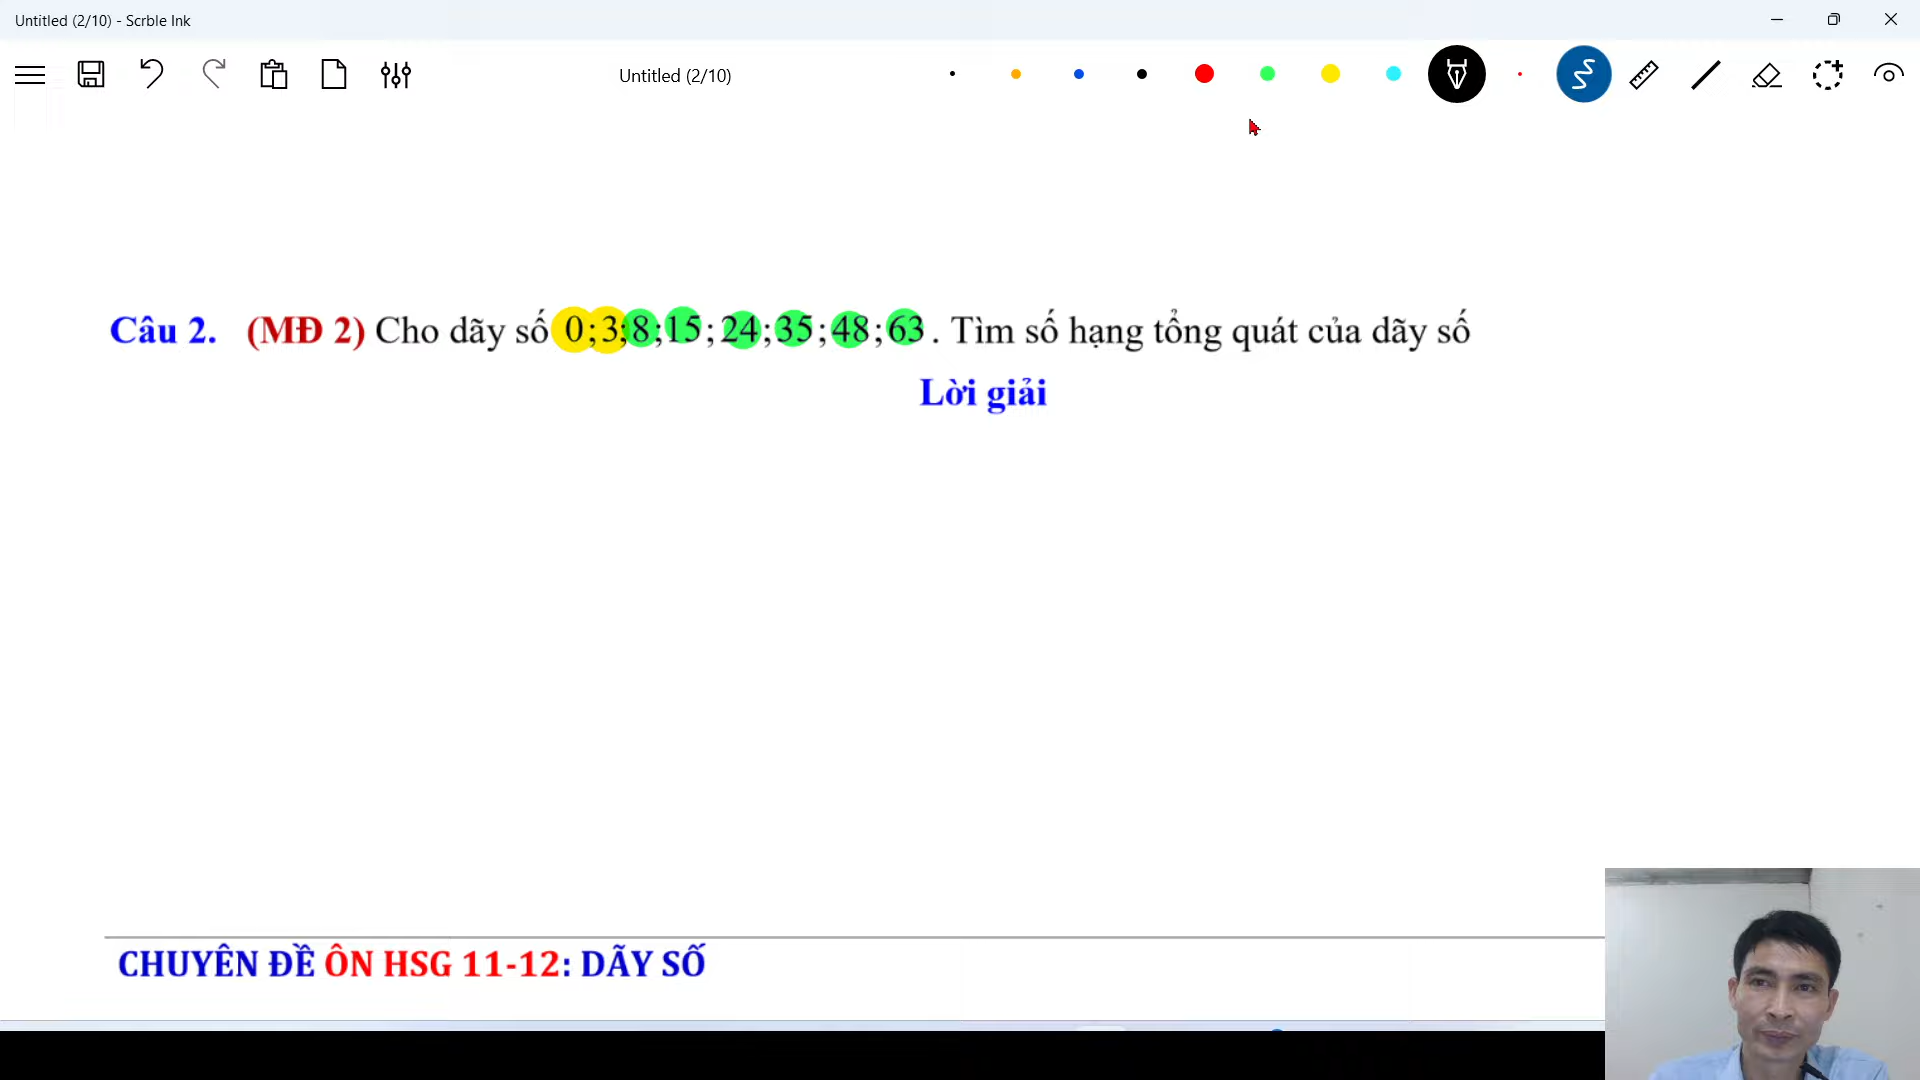 Untitled (2/10) - Scrble Ink
Untitled (2/10)
Câu 2. (MĐ 2) Cho dãy số 0;3;8;15;24;35;48;63. Tìm số hạng tổng quát của dãy số
Lời giải
CHUYÊN ĐỀ ÔN HSG 11-12: DÃY SỐ